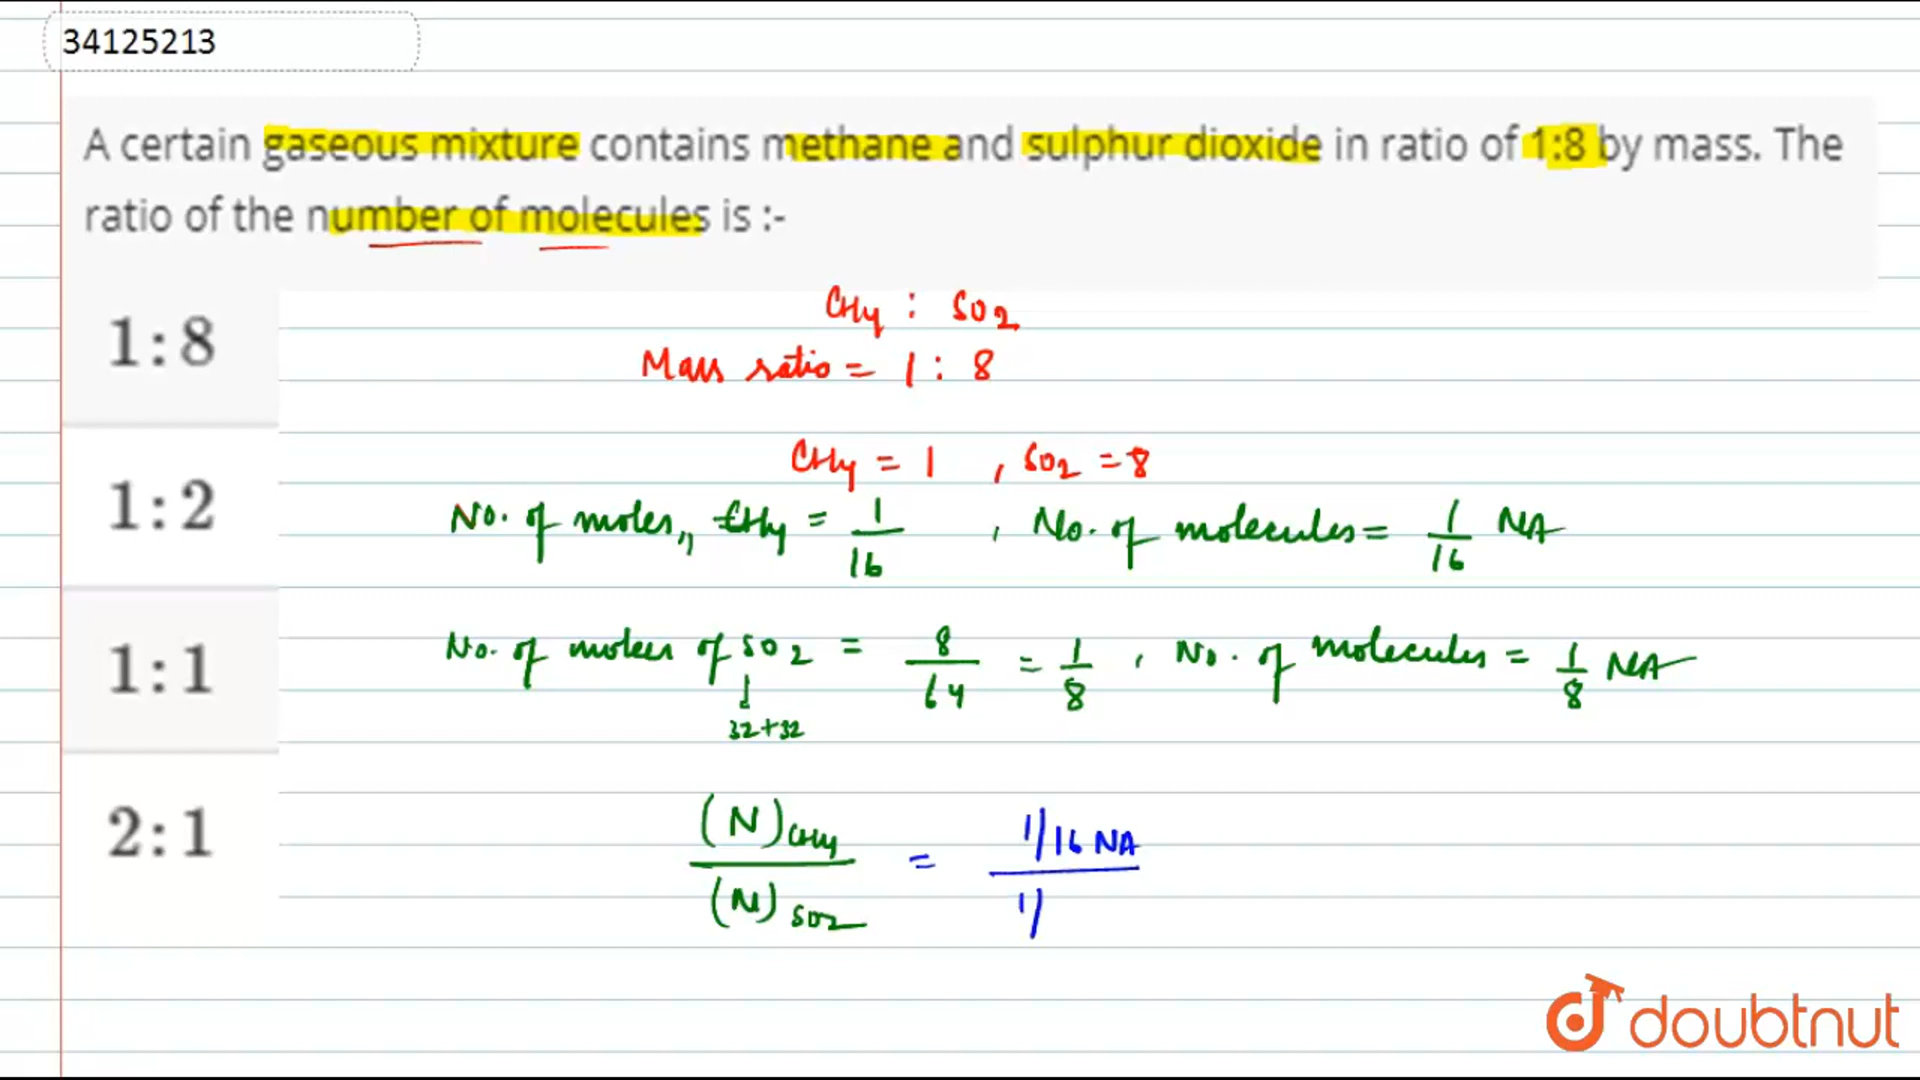 34125213
A certain gaseous mixture contains methane and sulphur dioxide in ratio of 1:8 by mass. The
ratio of the number of molecules is :-
CH4 : SO2
1:8
Mass ratio = 1 : 8
CH4 = 1 , SO2 = 8
1:2
No. of moles,, CH4 = 1/16 , No. of molecules = 1/16 NA
1:1
No. of moles of SO2 = 8/64 = 1/8 , No. of molecules = 1/8 NA
32+32
2:1
(N)CH4 / (N)SO2 = 1/16 NA / 1/
doubtnut